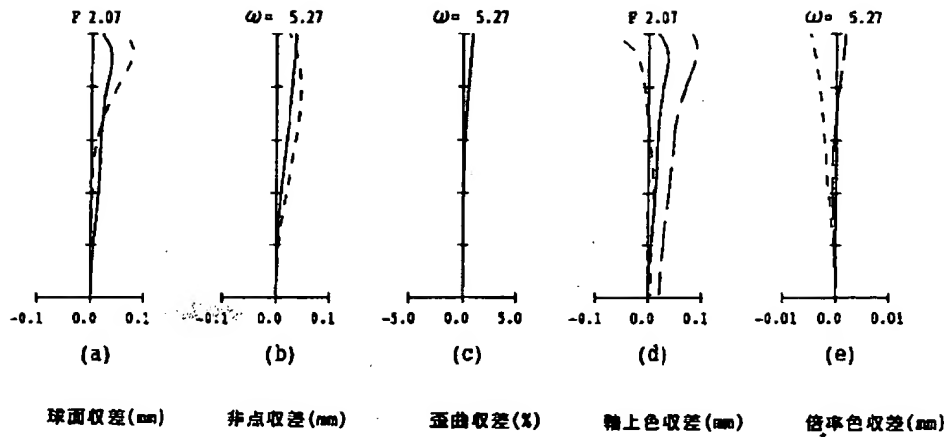 F 2.07
ω= 5.27
ω= 5.27
F 2.07
ω= 5.27
-0.1 0.0 0.1
-0.1 0.0 0.1
-5.0 0.0 5.0
-0.1 0.0 0.1
-0.01 0.0 0.01
(a)
(b)
(c)
(d)
(e)
球面収差(mm)
非点収差(mm)
歪曲収差(%)
軸上色収差(mm)
倍率色収差(mm)